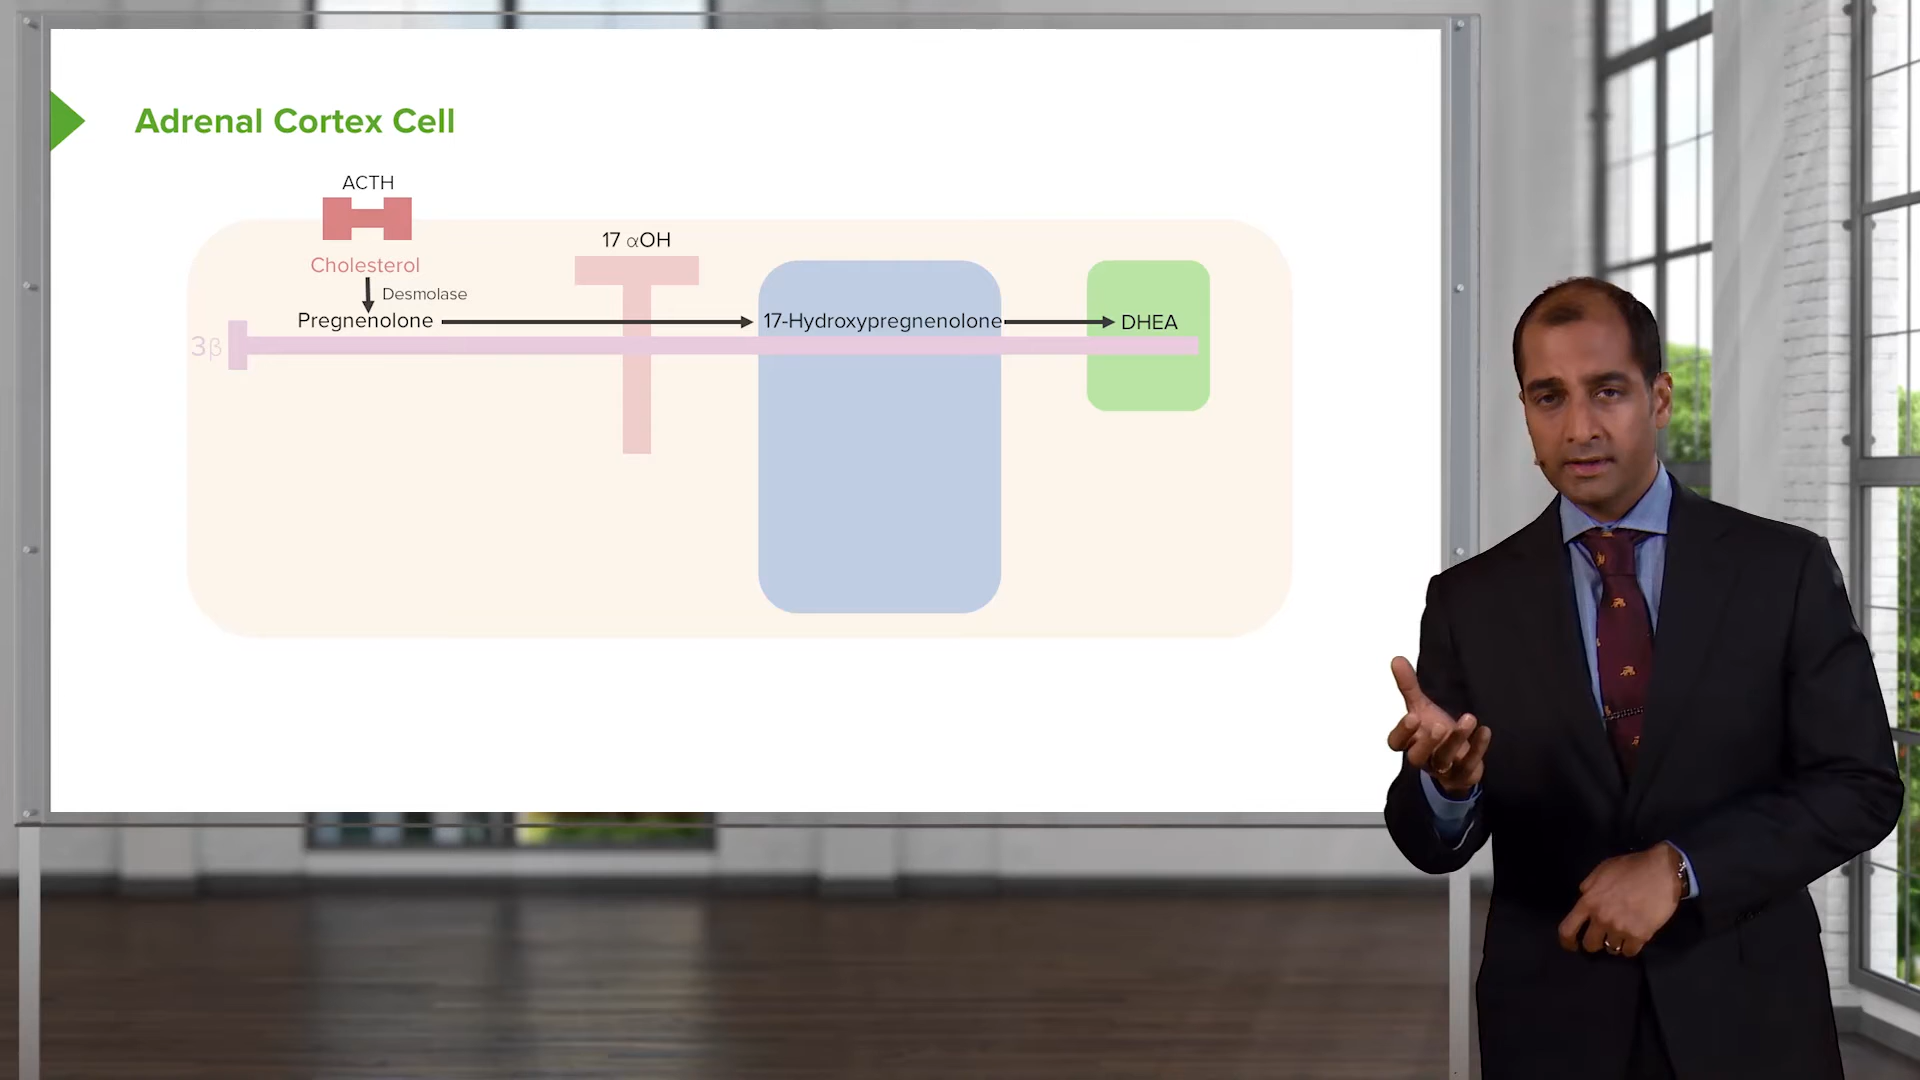 Adrenal Cortex Cell
ACTH
17 αOH
Cholesterol
Desmolase
Pregnenolone
17-Hydroxypregnenolone
DHEA
3β